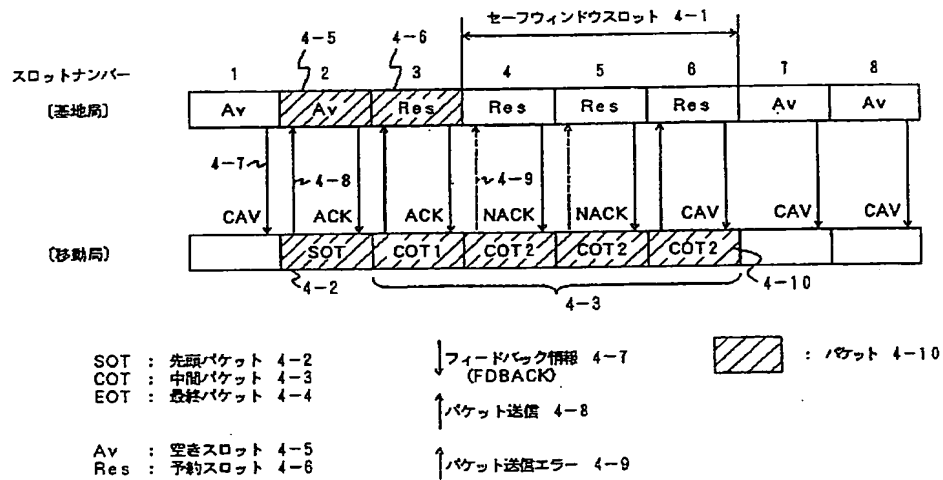 セーフウィンドウスロット 4-1
4-5
4-6
スロットナンバー 1 2 3 4 5 6 7 8
〔基地局〕 Av Av Res Res Res Res Av Av
4-7 4-8 4-9
CAV ACK ACK NACK NACK CAV CAV CAV
〔移動局〕 SOT COT1 COT2 COT2 COT2
4-2 4-3 4-10
SOT : 先頭パケット 4-2
COT : 中間パケット 4-3
EOT : 最終パケット 4-4
Av : 空きスロット 4-5
Res : 予約スロット 4-6
フィードバック情報 4-7
(FDBACK)
パケット送信 4-8
パケット送信エラー 4-9
: パケット 4-10